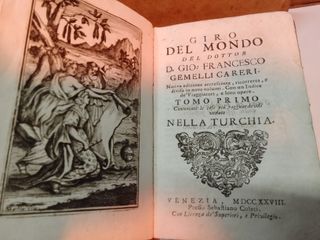 GIRO
DEL MONDO
DEL DOTTOR
D. GIO: FRANCESCO
GEMELLI CARERI.
Nuova edizione accresciuta, ricorretta, e
divisa in nove volumi. Con un Indice
de' Viaggiatori, e loro opere.
TOMO PRIMO
Contenente le cose più ragguardevoli
vedute
NELLA TURCHIA.
VENEZIA, MDCCXXVIII.
Presso Sebastiano Coleti.
Con Licenza de' Superiori, e Privilegio.